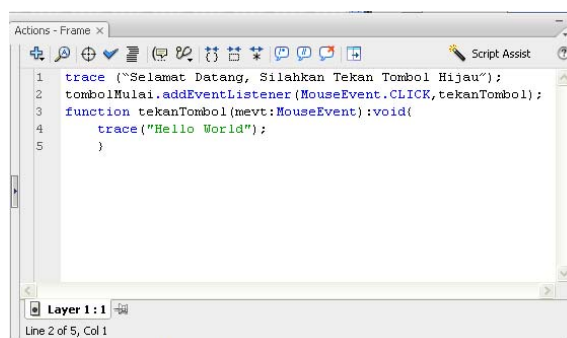 Actions - Frame ×
Script Assist
1 trace (“Selamat Datang, Silahkan Tekan Tombol Hijau”);
2 tombolMulai.addEventListener(MouseEvent.CLICK,tekanTombol);
3 function tekanTombol(mevt:MouseEvent):void{
4 trace("Hello World");
5 }
Layer 1 : 1
Line 2 of 5, Col 1